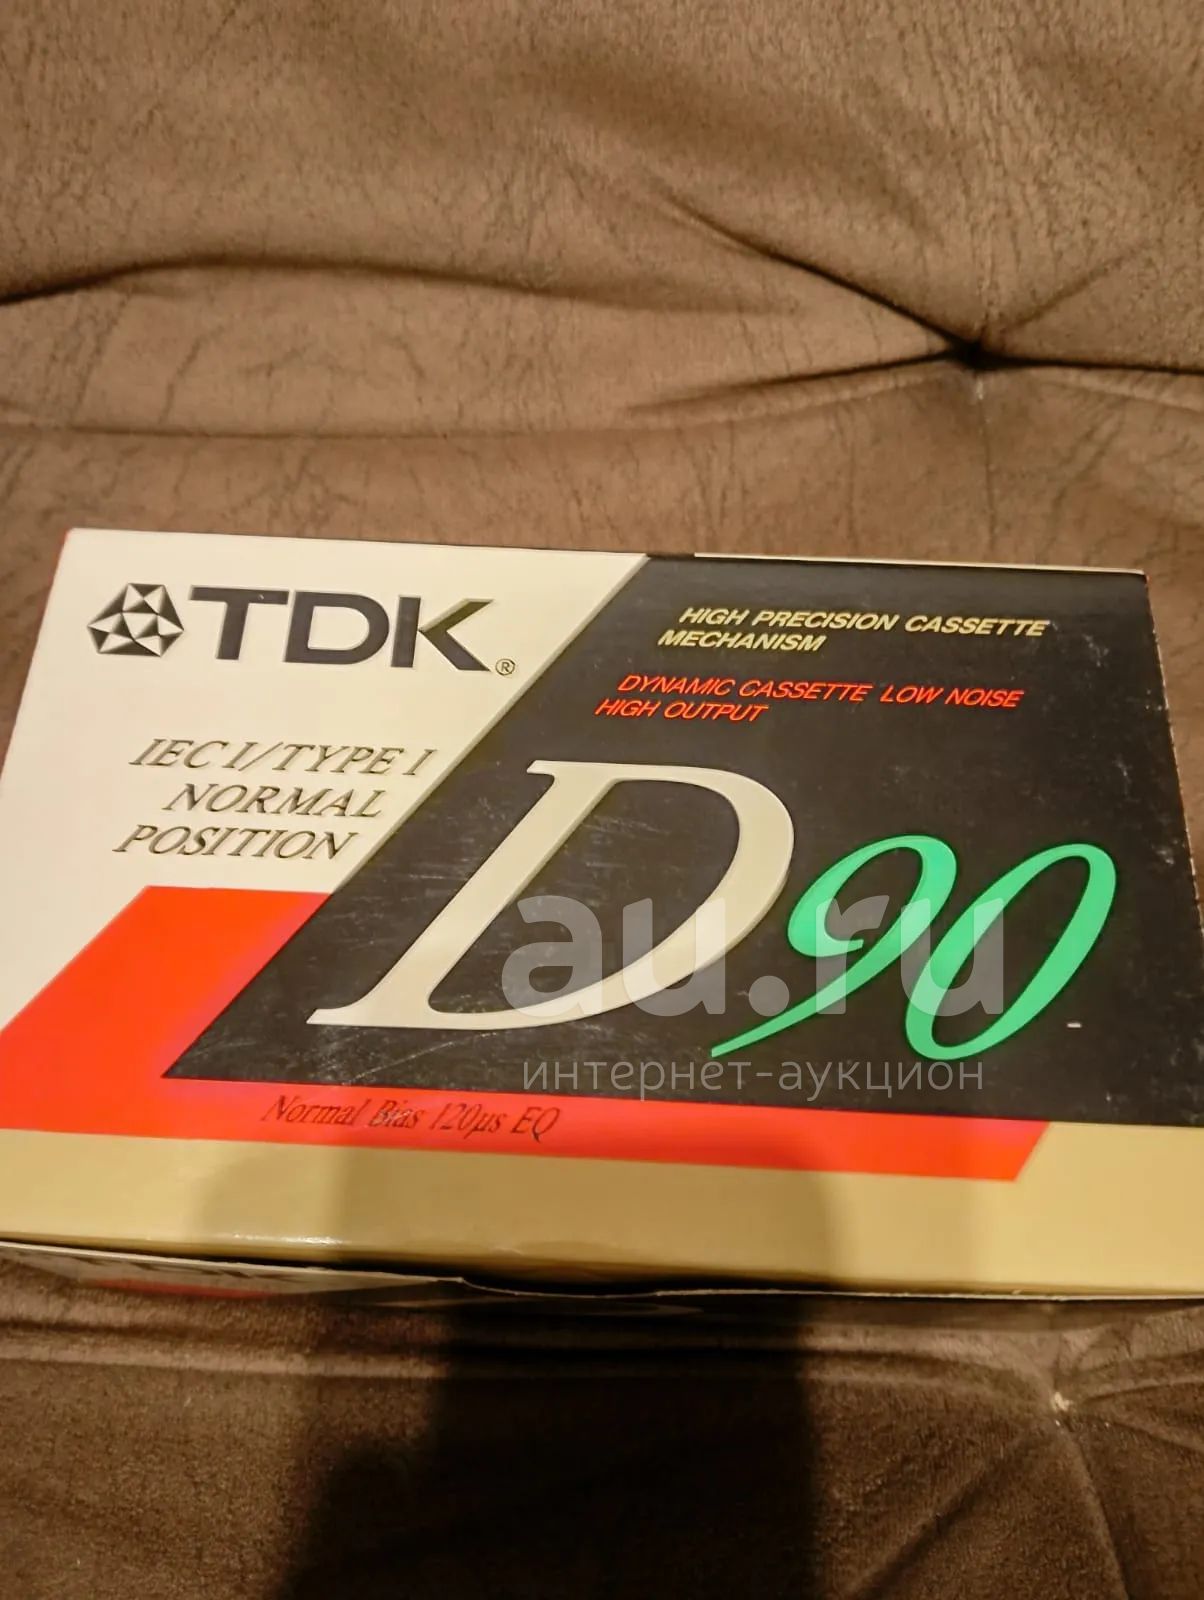 TDK®
HIGH PRECISION CASSETTE
MECHANISM
DYNAMIC CASSETTE LOW NOISE
HIGH OUTPUT
IEC I/TYPE I
NORMAL
POSITION
D90
au.ru
интернет-аукцион
Normal Bias 120µs EQ